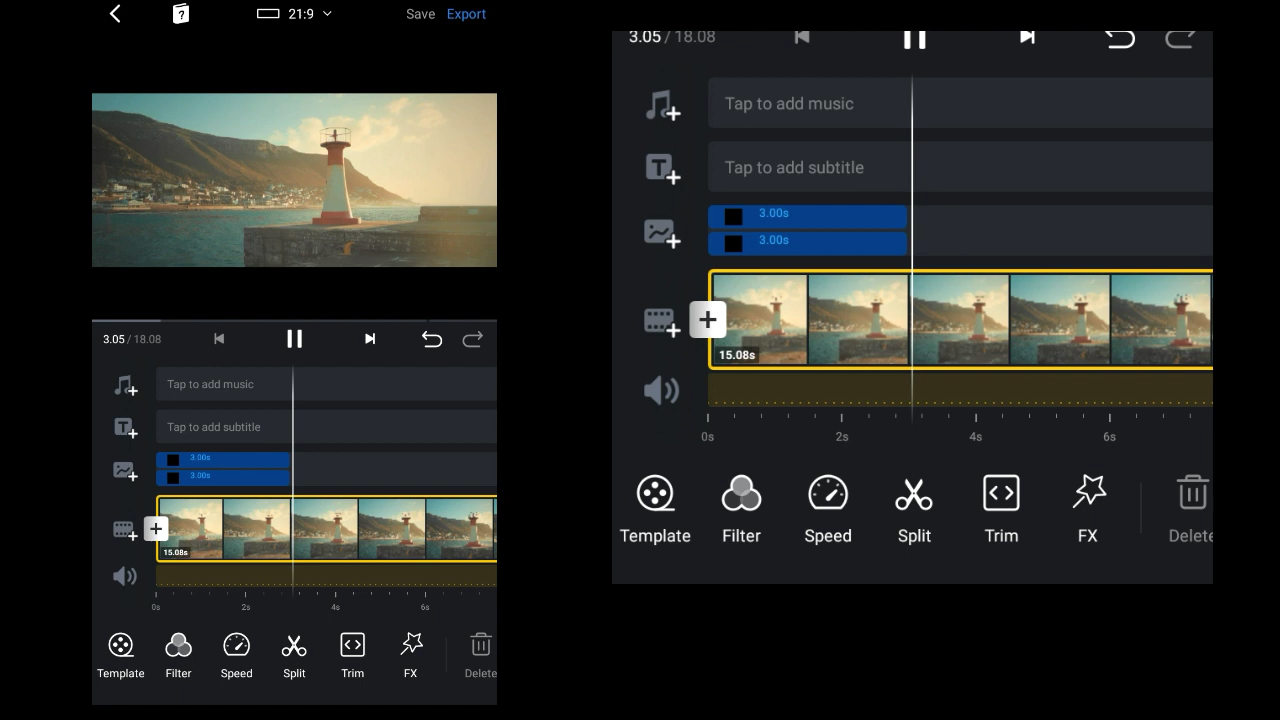 ?
21:9
Save
Export
3.05 / 18.08
Tap to add music
Tap to add subtitle
3.00s
3.00s
15.08s
0s 2s 4s 6s
Template Filter Speed Split Trim FX Delete
3.05 / 18.08
Tap to add music
Tap to add subtitle
3.00s
3.00s
15.08s
0s 2s 4s 6s
Template Filter Speed Split Trim FX Delete